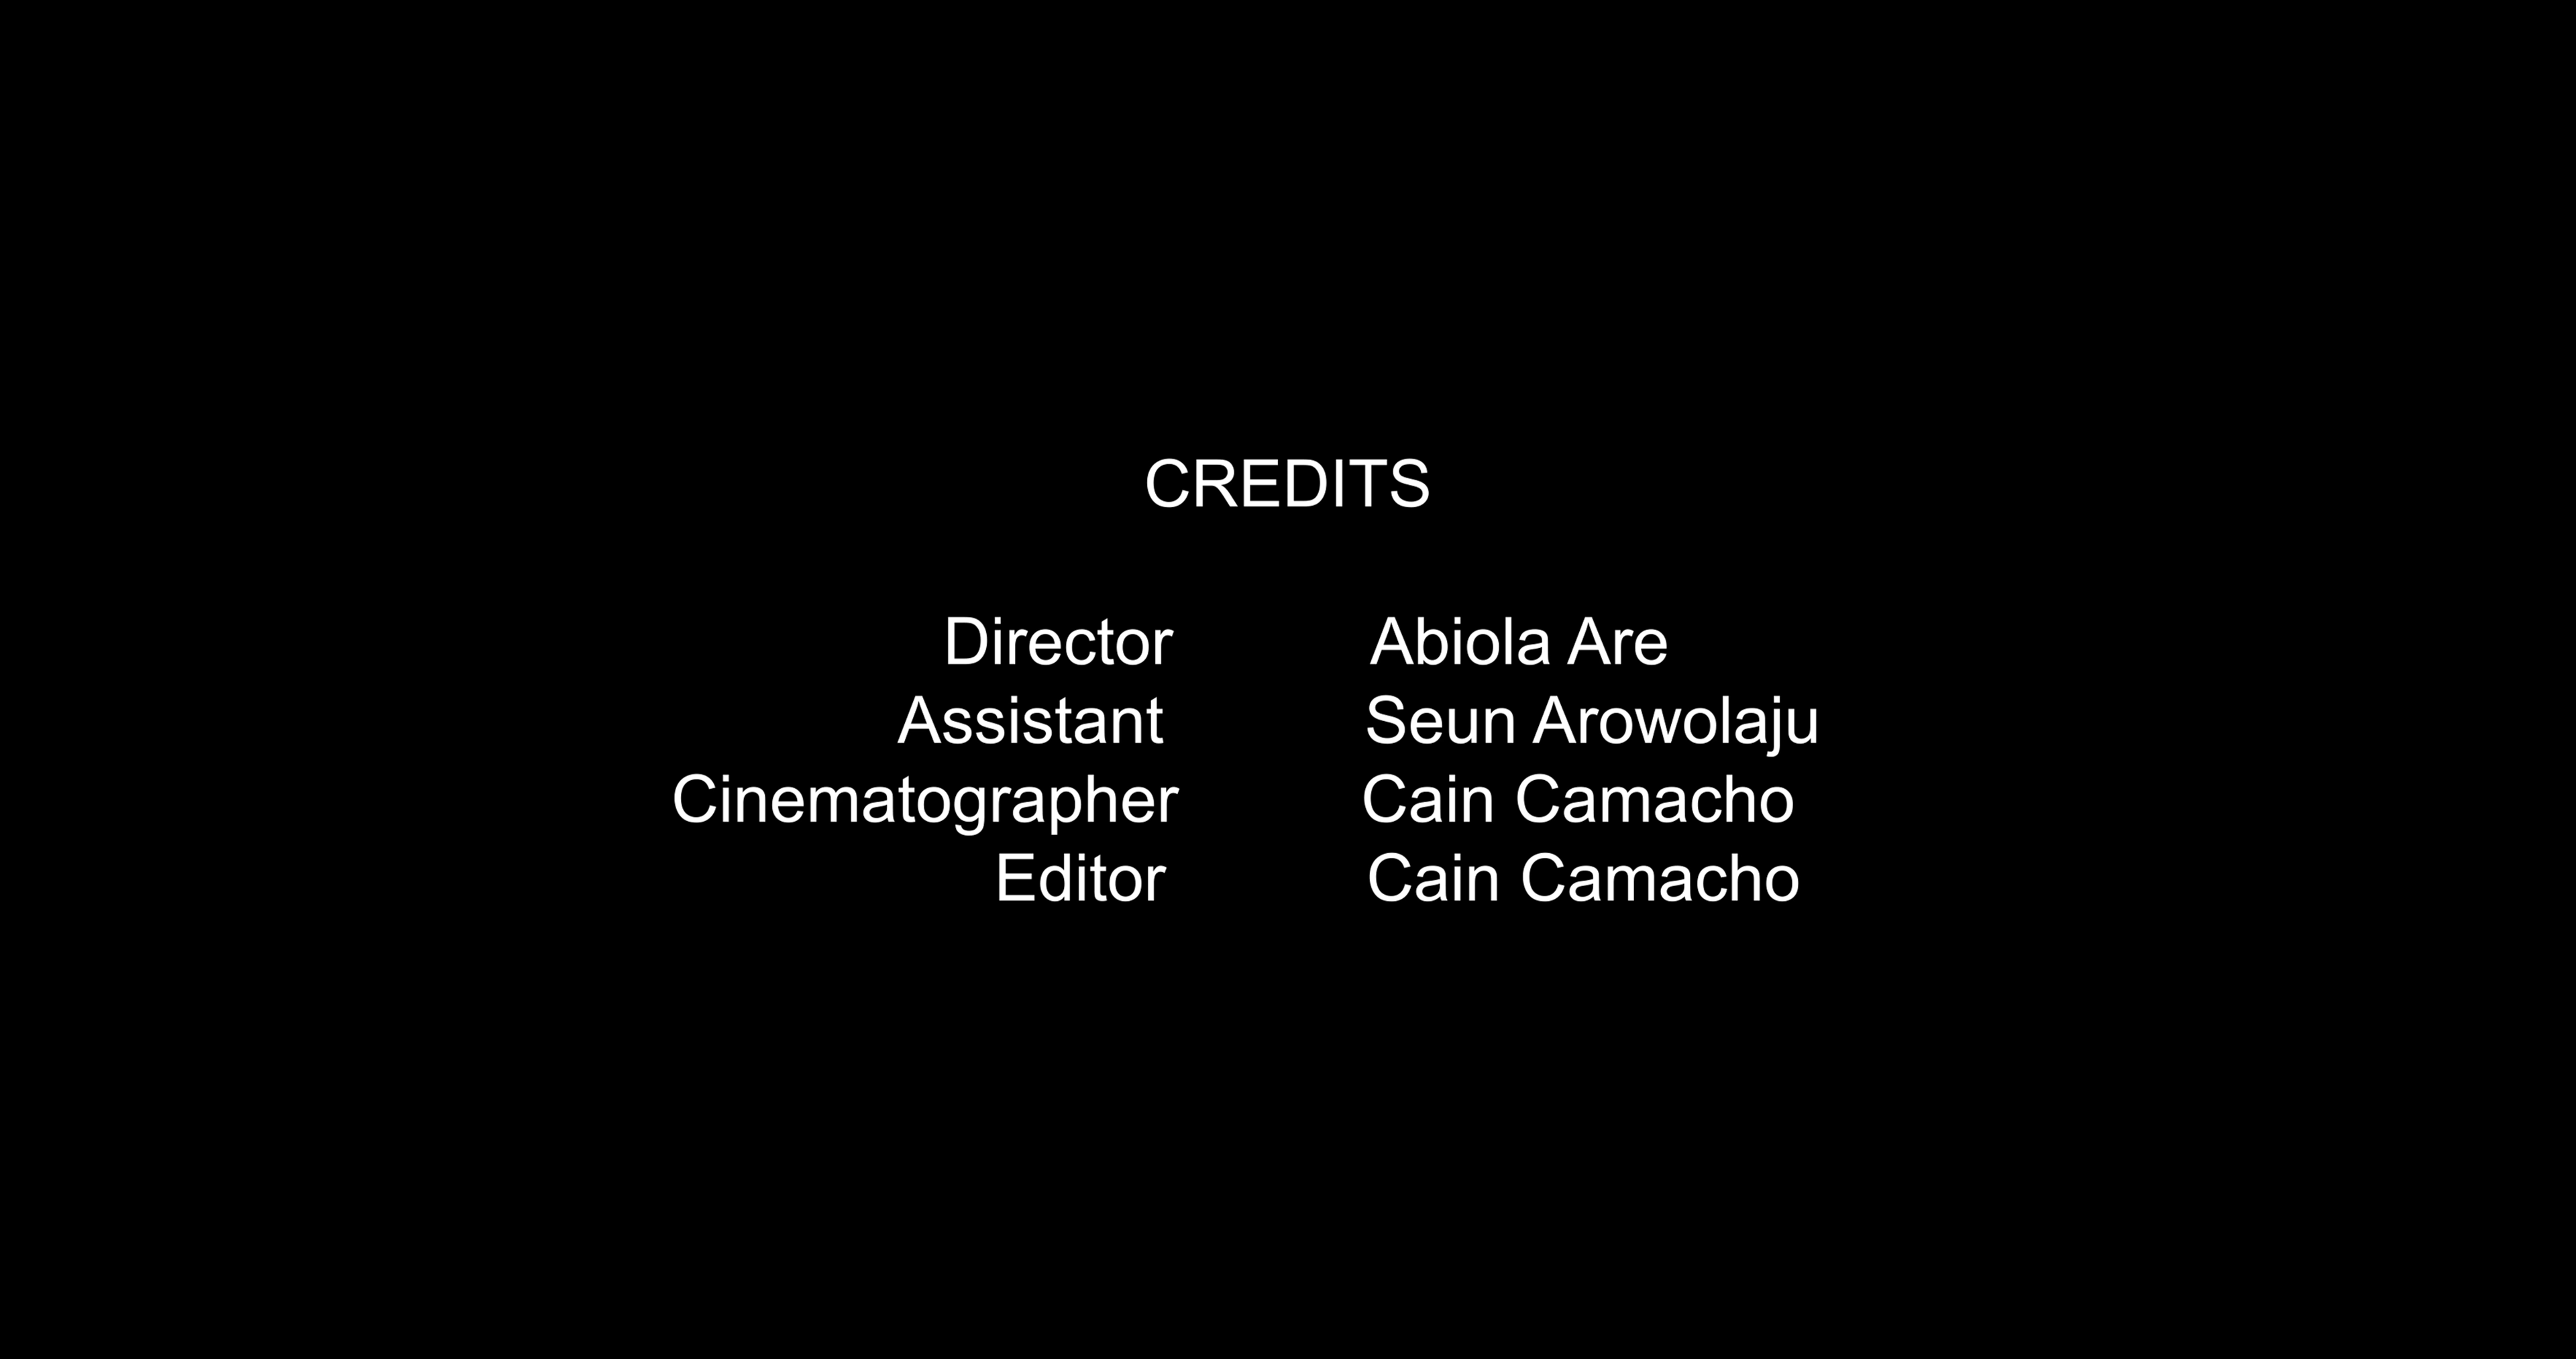 CREDITS
Director Abiola Are
Assistant Seun Arowolaju
Cinematographer Cain Camacho
Editor Cain Camacho